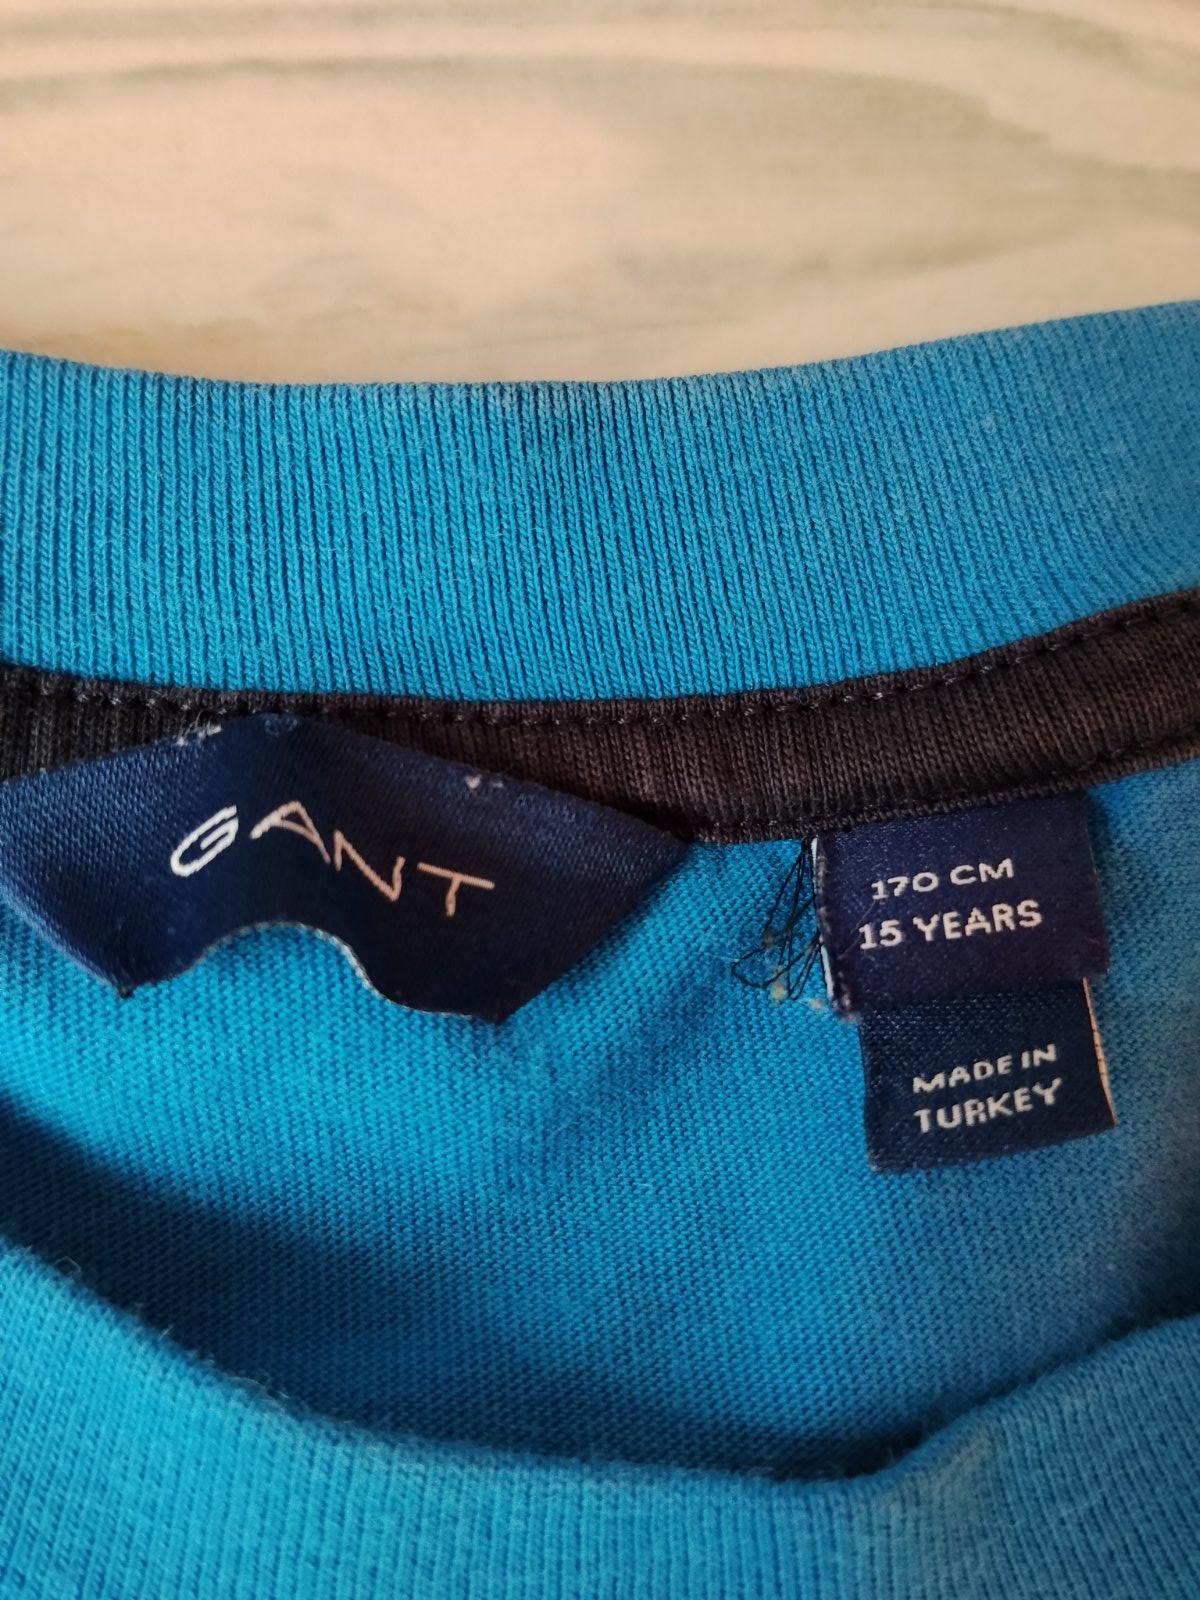 GANT
170 CM
15 YEARS
MADE IN
TURKEY